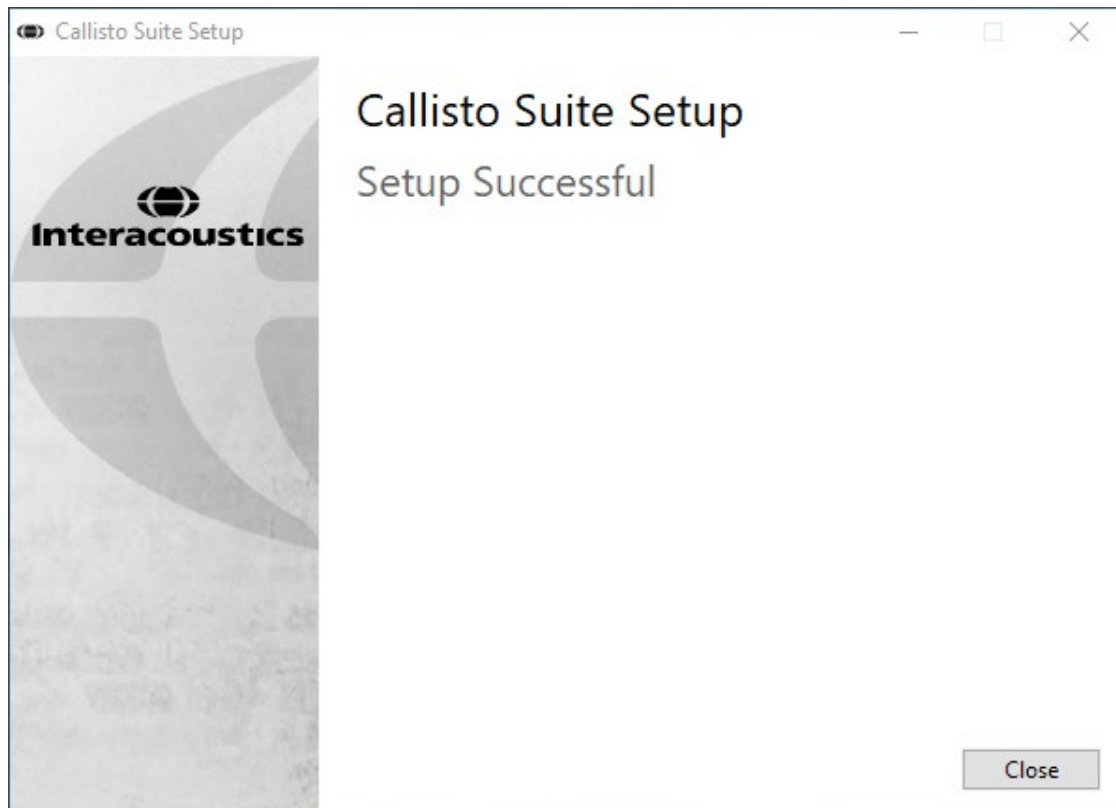 Callisto Suite Setup
Interacoustics
Callisto Suite Setup
Setup Successful
Close